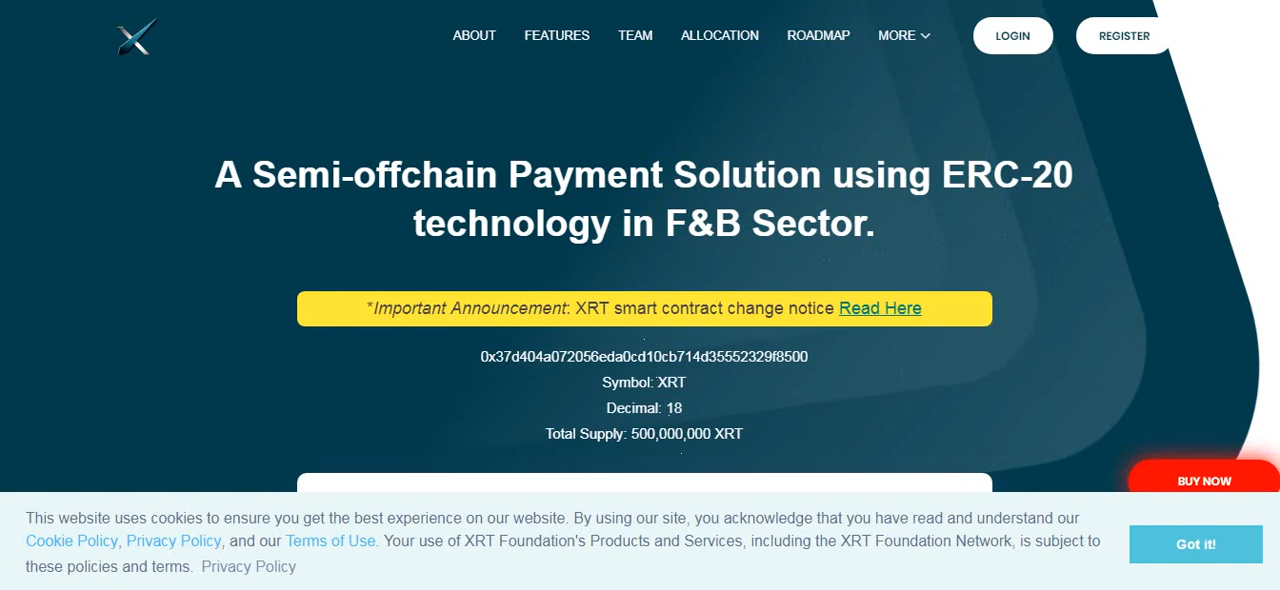 ABOUT FEATURES TEAM ALLOCATION ROADMAP MORE LOGIN REGISTER
A Semi-offchain Payment Solution using ERC-20
technology in F&B Sector.
*Important Announcement: XRT smart contract change notice Read Here
0x37d404a072056eda0cd10cb714d35552329f8500
Symbol: XRT
Decimal: 18
Total Supply: 500,000,000 XRT
BUY NOW
This website uses cookies to ensure you get the best experience on our website. By using our site, you acknowledge that you have read and understand our
Cookie Policy, Privacy Policy, and our Terms of Use. Your use of XRT Foundation's Products and Services, including the XRT Foundation Network, is subject to
these policies and terms. Privacy Policy
Got it!